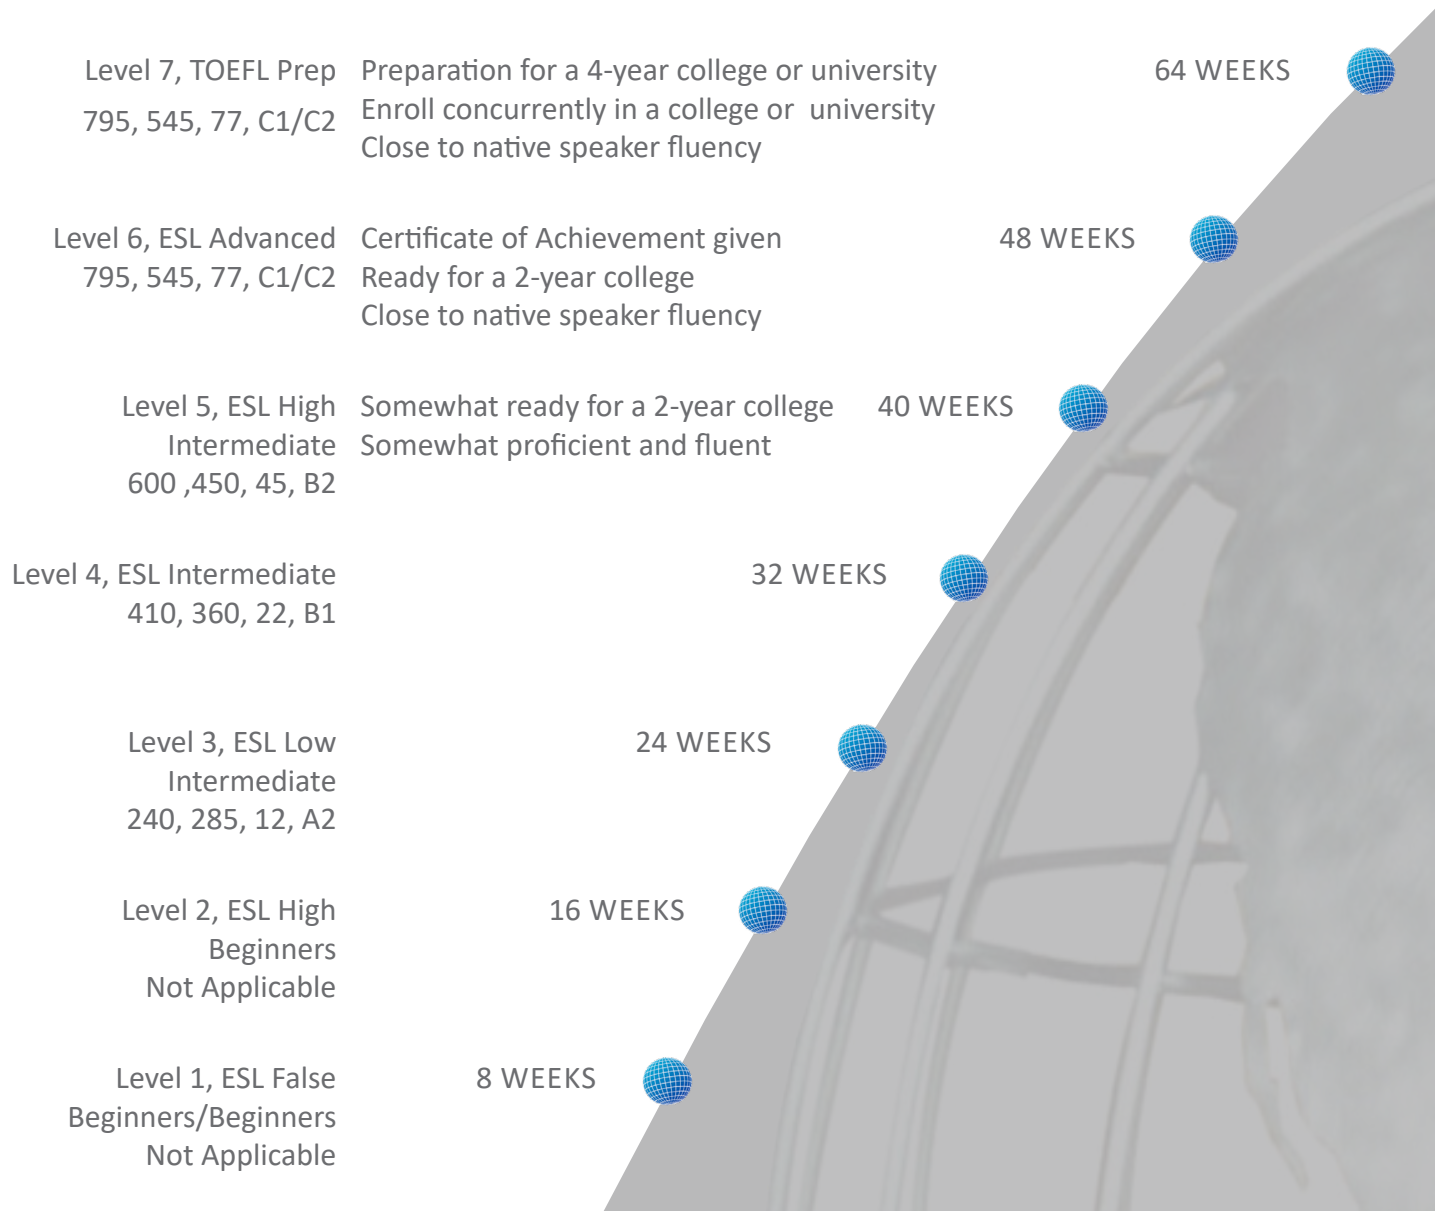 Level 7, TOEFL Prep
795, 545, 77, C1/C2
Preparation for a 4-year college or university
Enroll concurrently in a college or  university
Close to native speaker fluency
64 WEEKS
Level 6, ESL Advanced
795, 545, 77, C1/C2
Certificate of Achievement given
Ready for a 2-year college
Close to native speaker fluency
48 WEEKS
Level 5, ESL High
Intermediate
600 ,450, 45, B2
Somewhat ready for a 2-year college
Somewhat proficient and fluent
40 WEEKS
Level 4, ESL Intermediate
410, 360, 22, B1
32 WEEKS
Level 3, ESL Low
Intermediate
240, 285, 12, A2
24 WEEKS
Level 2, ESL High
Beginners
Not Applicable
16 WEEKS
Level 1, ESL False
Beginners/Beginners
Not Applicable
8 WEEKS